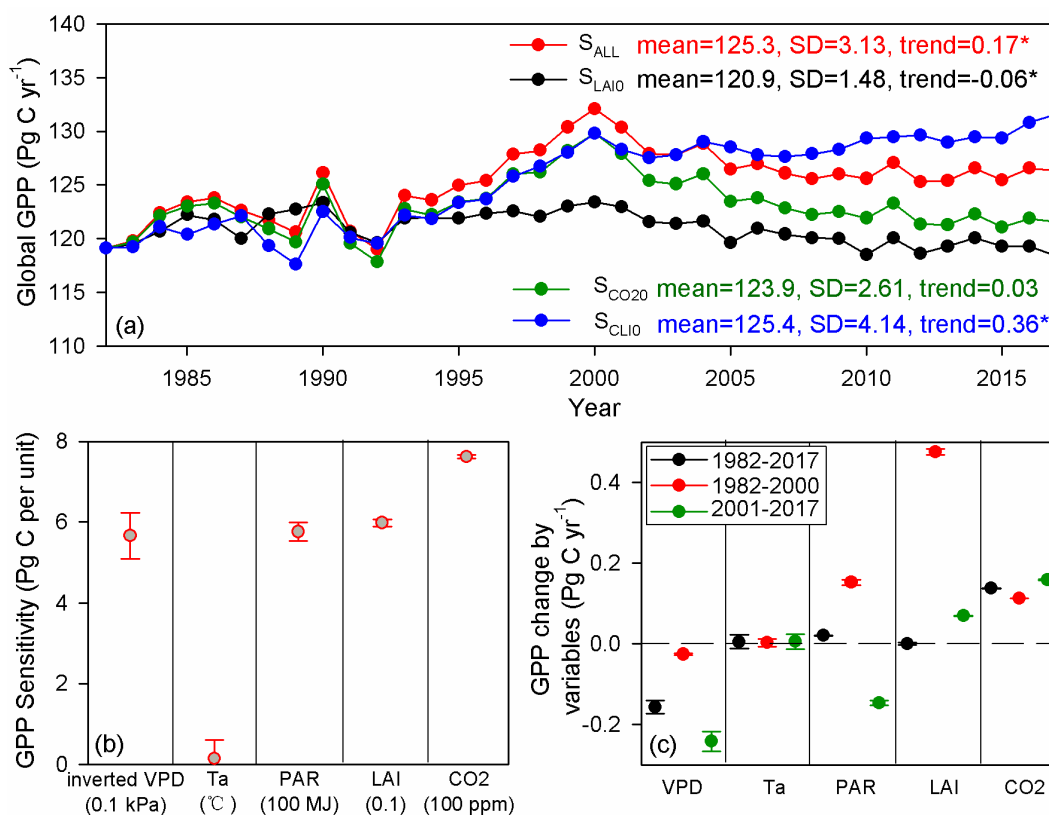 140
135
130
125
120
115
110
Global GPP (Pg C yr-1)
SALL mean=125.3, SD=3.13, trend=0.17*
SLAI0 mean=120.9, SD=1.48, trend=-0.06*
SCO20 mean=123.9, SD=2.61, trend=0.03
SCLI0 mean=125.4, SD=4.14, trend=0.36*
(a)
1985 1990 1995 2000 2005 2010 2015
Year
8
6
4
2
0
GPP Sensitivity (Pg C per unit)
(b)
inverted VPD Ta PAR LAI CO2
(0.1 kPa) (℃) (100 MJ) (0.1) (100 ppm)
0.4
0.2
0.0
-0.2
GPP change by
variables (Pg C yr-1)
1982-2017
1982-2000
2001-2017
(c)
VPD Ta PAR LAI CO2